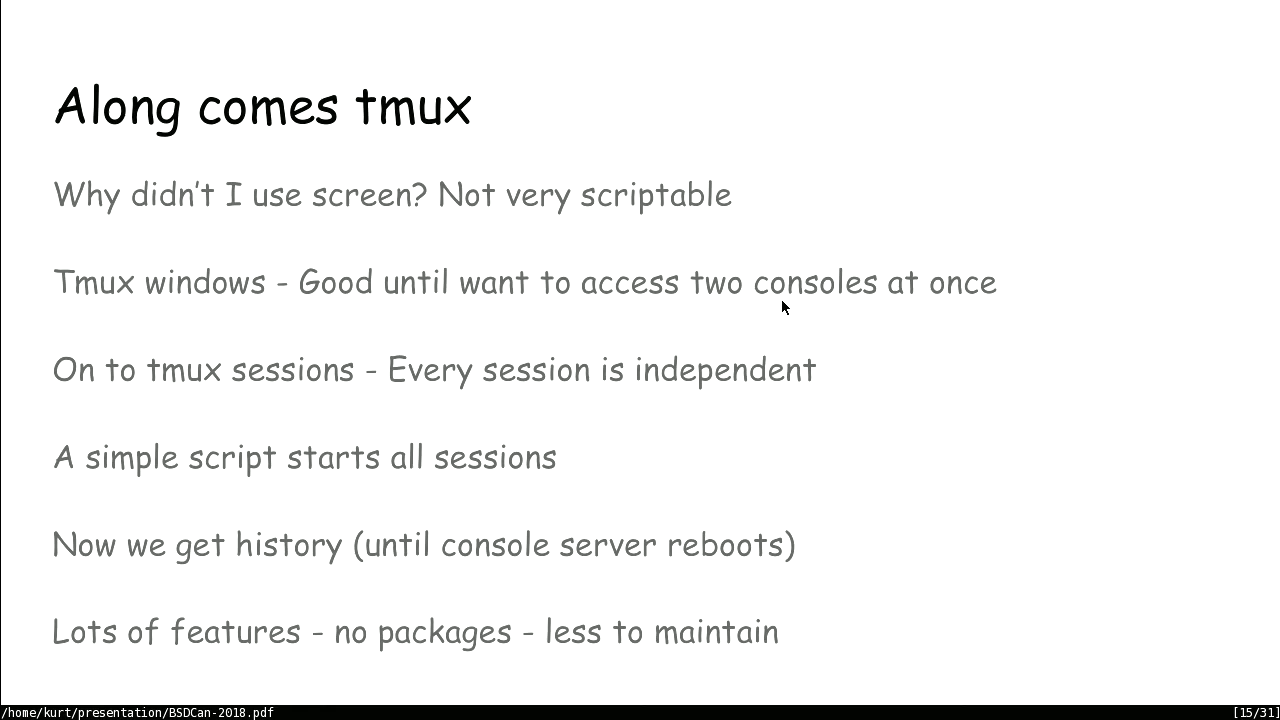 Along comes tmux
Why didn’t I use screen? Not very scriptable
Tmux windows - Good until want to access two consoles at once
On to tmux sessions - Every session is independent
A simple script starts all sessions
Now we get history (until console server reboots)
Lots of features - no packages - less to maintain
/home/kurt/presentation/BSDCan-2018.pdf [15/31]